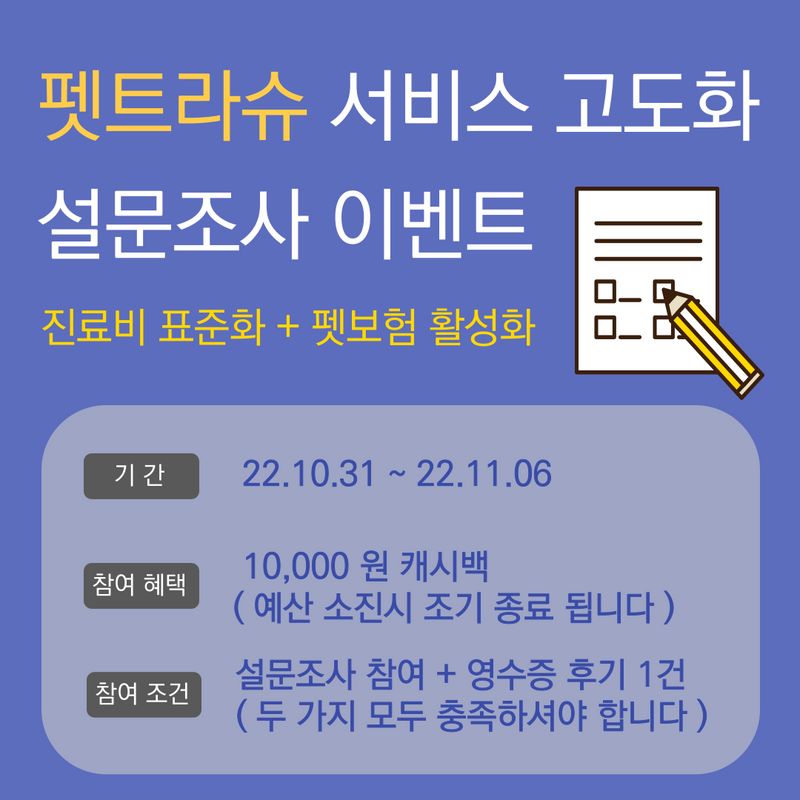 펫트라슈 서비스 고도화
설문조사 이벤트
진료비 표준화 + 펫보험 활성화
기 간
22.10.31 ~ 22.11.06
참여 혜택
10,000 원 캐시백
( 예산 소진시 조기 종료 됩니다 )
참여 조건
설문조사 참여 + 영수증 후기 1건
( 두 가지 모두 충족하셔야 합니다 )